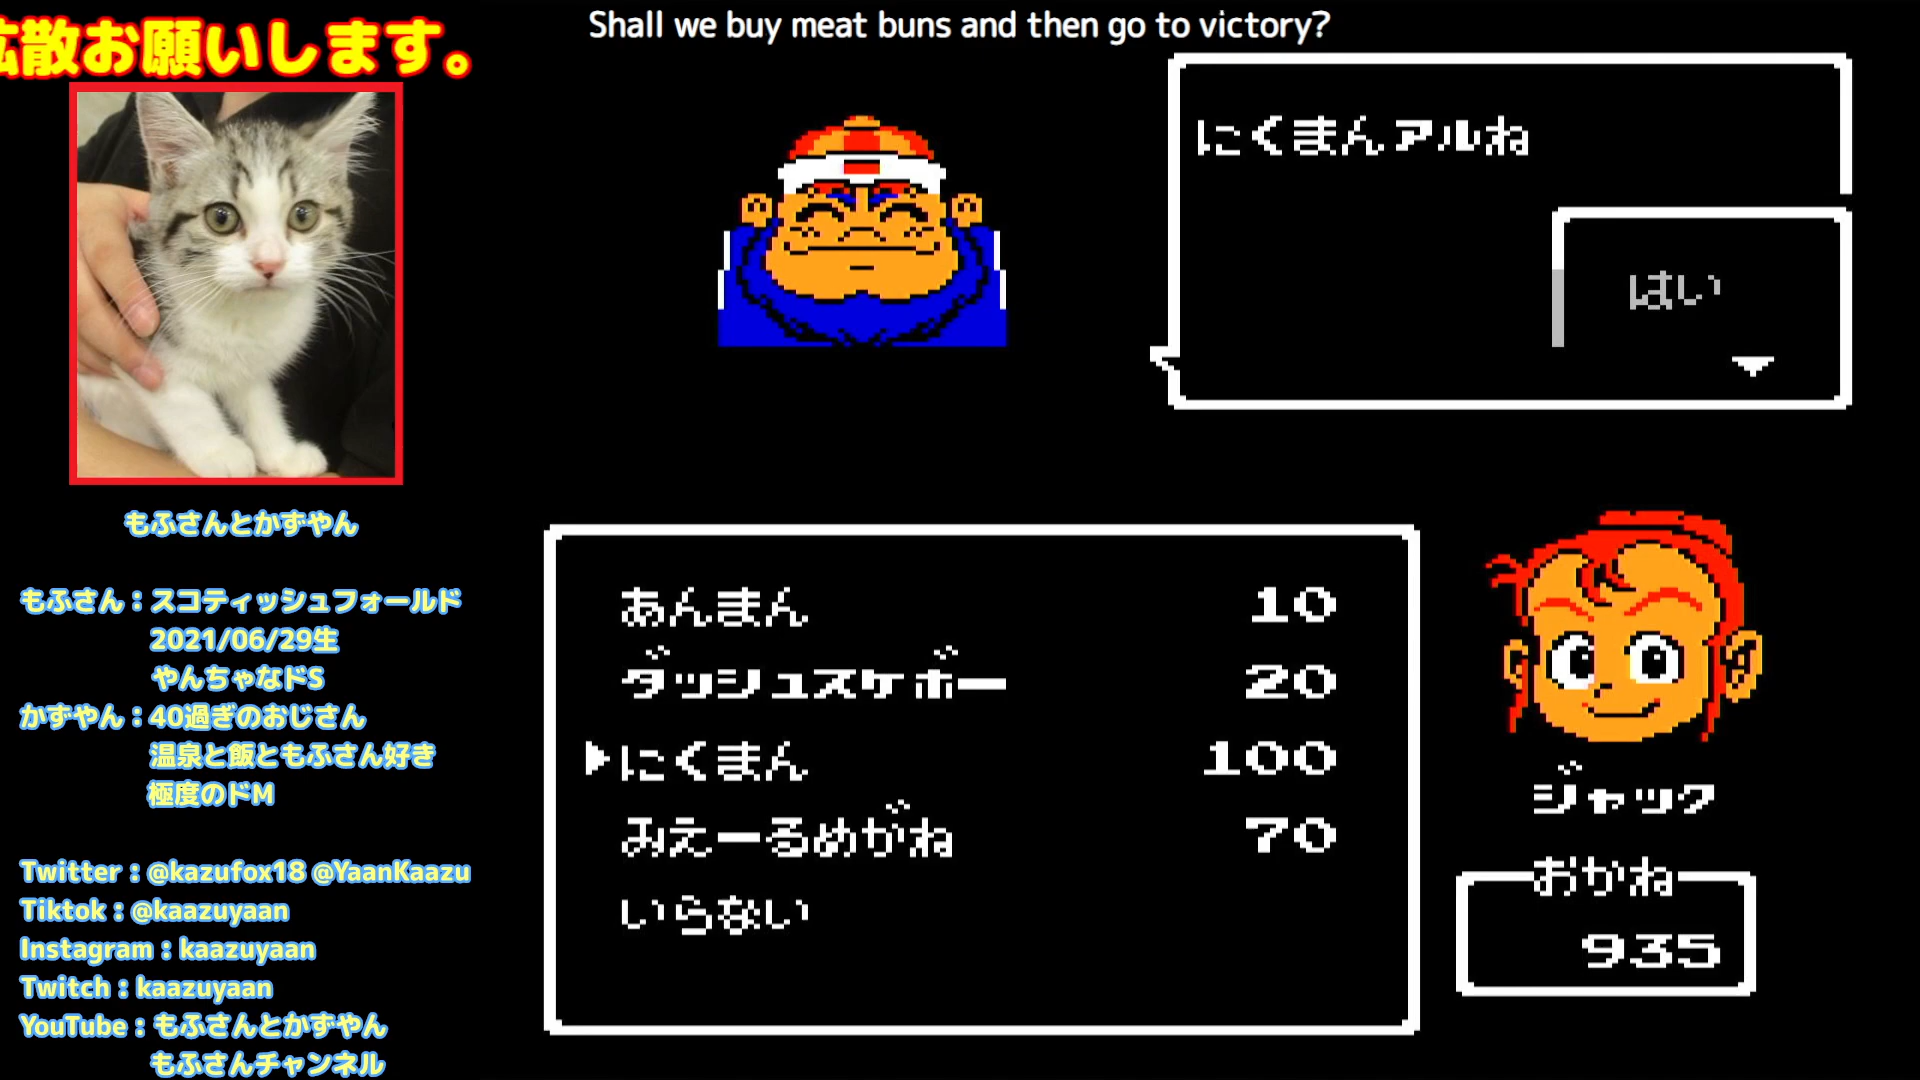 拡散お願いします。
もふさんとかずやん
もふさん:スコティッシュフォールド
2021/06/29生
やんちゃなドS
かずやん:40過ぎのおじさん
温泉と飯ともふさん好き
極度のドM
Twitter:@kazufox18 @YaanKaazu
Tiktok:@kaazuyaan
Instagram:kaazuyaan
Twitch:kaazuyaan
YouTube:もふさんとかずやん
もふさんチャンネル
Shall we buy meat buns and then go to victory?
にくまんアルね
はい
あんまん 10
ダッシュスケボー 20
にくまん 100
みえーるめがね 70
いらない
ジャック
おかね
935